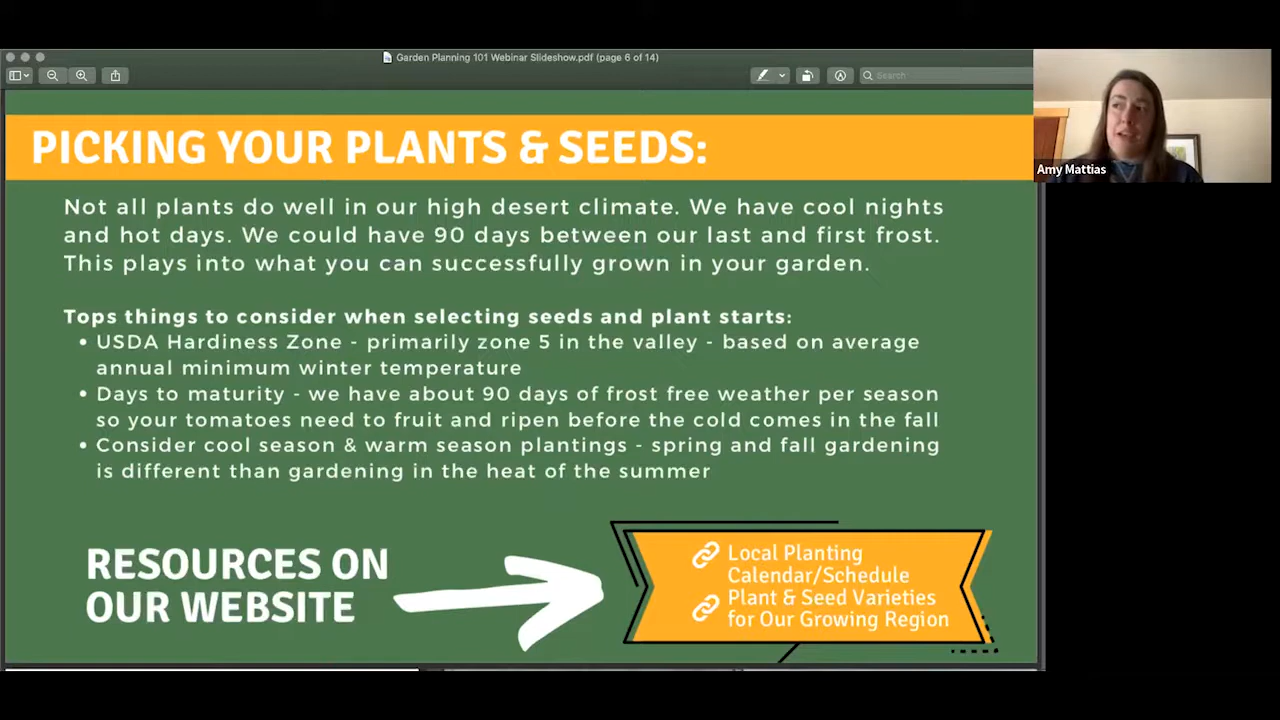 Garden Planning 101 Webinar Slideshow.pdf (page 6 of 14)
Search
PICKING YOUR PLANTS & SEEDS:
Amy Mattias
Not all plants do well in our high desert climate. We have cool nights
and hot days. We could have 90 days between our last and first frost.
This plays into what you can successfully grown in your garden.
Tops things to consider when selecting seeds and plant starts:
• USDA Hardiness Zone - primarily zone 5 in the valley - based on average
annual minimum winter temperature
• Days to maturity - we have about 90 days of frost free weather per season
so your tomatoes need to fruit and ripen before the cold comes in the fall
• Consider cool season & warm season plantings - spring and fall gardening
is different than gardening in the heat of the summer
RESOURCES ON
OUR WEBSITE
Local Planting
Calendar/Schedule
Plant & Seed Varieties
for Our Growing Region